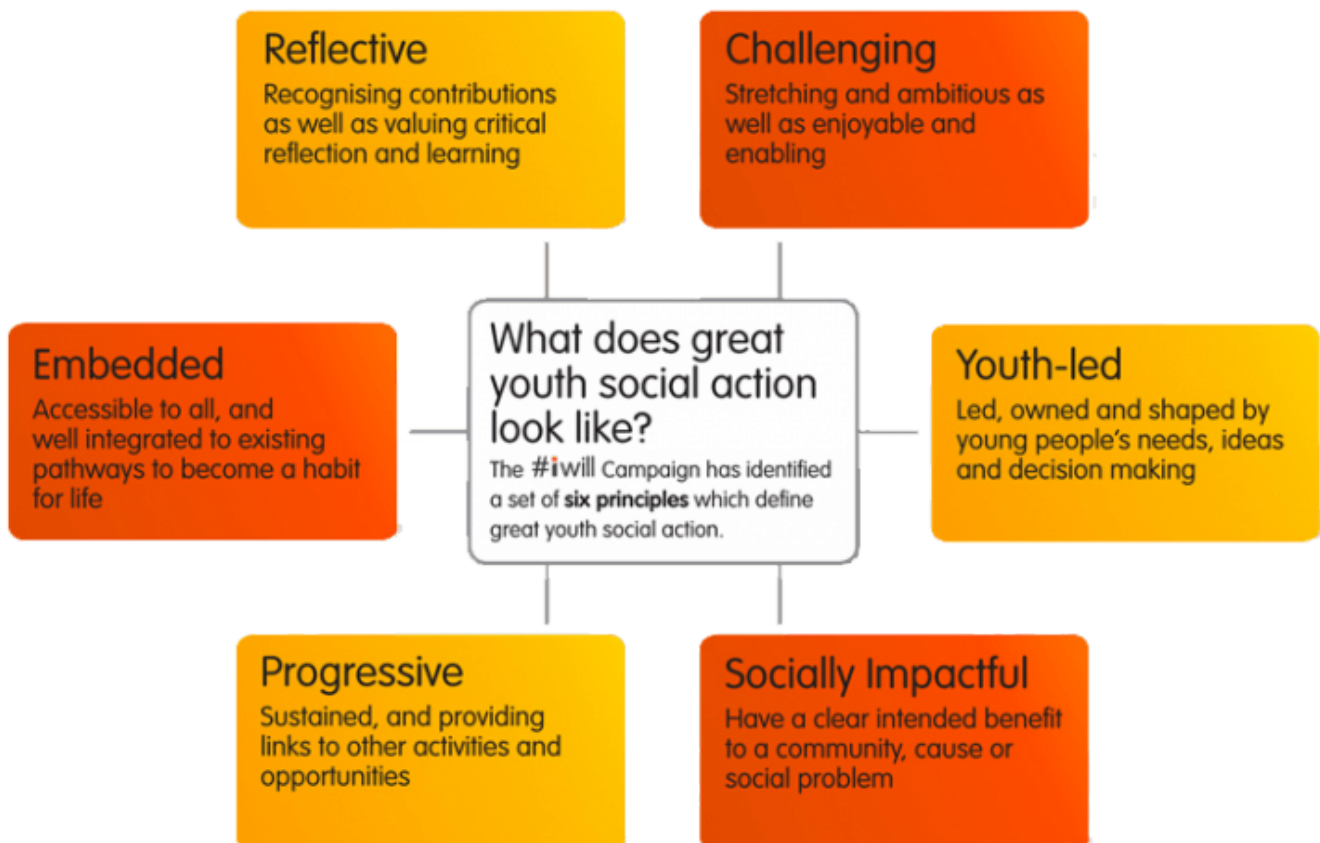 Reflective
Recognising contributions
as well as valuing critical
reflection and learning
Challenging
Stretching and ambitious as
well as enjoyable and
enabling
Embedded
Accessible to all, and
well integrated to existing
pathways to become a habit
for life
What does great
youth social action
look like?
The #iwill Campaign has identified
a set of six principles which define
great youth social action.
Youth-led
Led, owned and shaped by
young people's needs, ideas
and decision making
Progressive
Sustained, and providing
links to other activities and
opportunities
Socially Impactful
Have a clear intended benefit
to a community, cause or
social problem